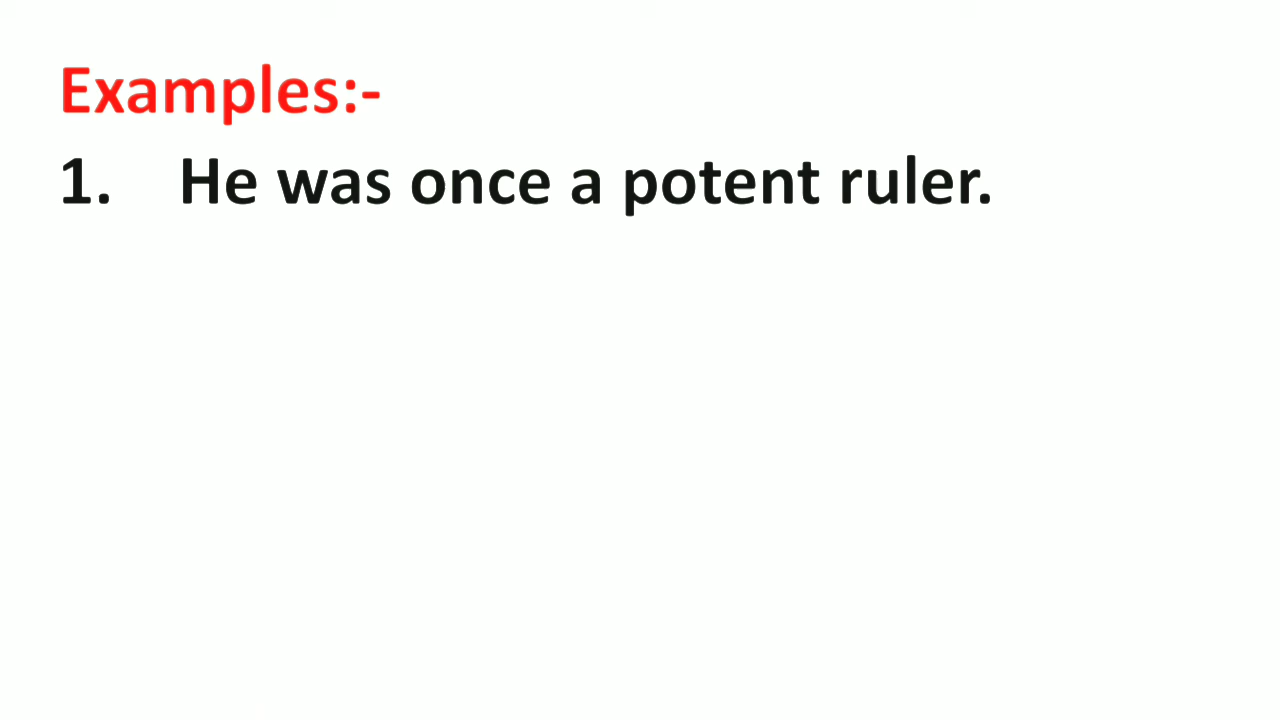 Examples:-
1. He was once a potent ruler.